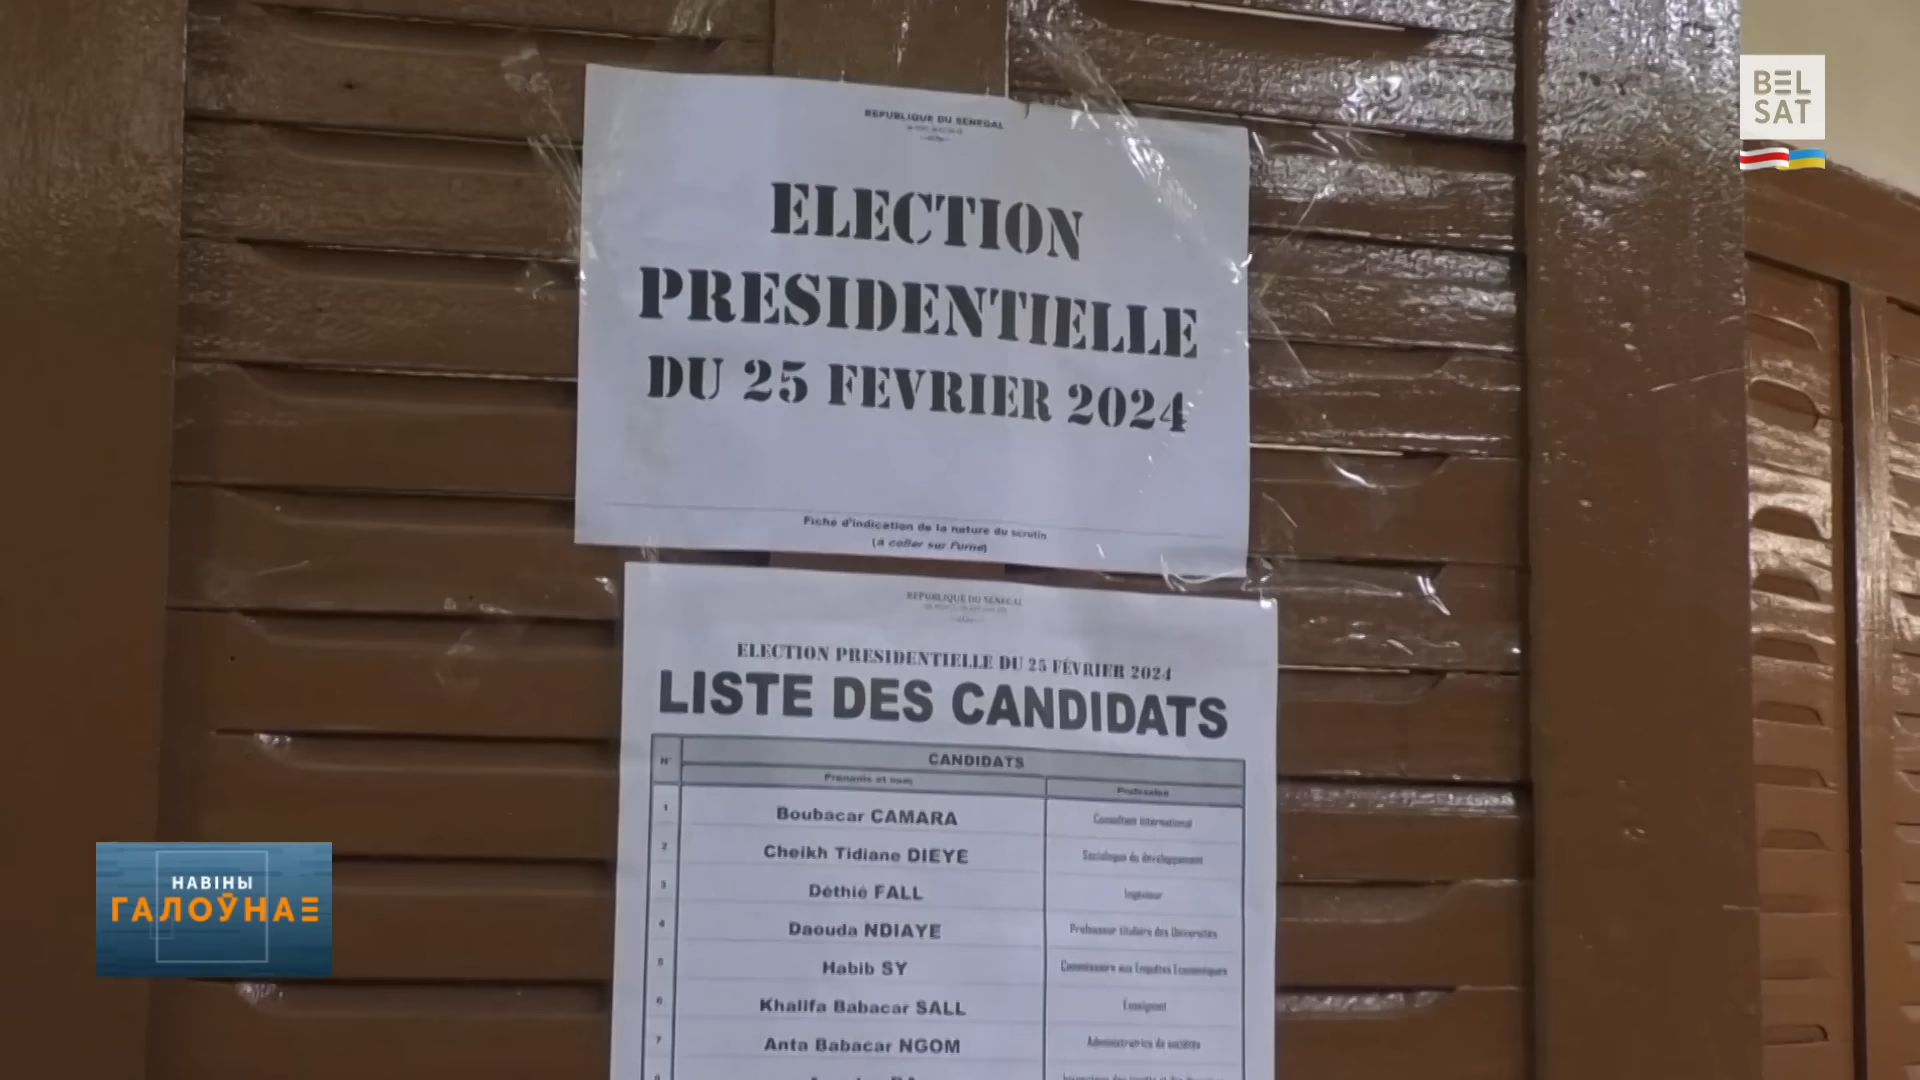 BEL
SAT
REPUBLIQUE DU SENEGAL
ELECTION
PRESIDENTIELLE
DU 25 FEVRIER 2024
Fiche d'indication de la nature du scrutin
(à coller sur l'urne)
REPUBLIQUE DU SENEGAL
ELECTION PRESIDENTIELLE DU 25 FÉVRIER 2024
LISTE DES CANDIDATS
N° CANDIDATS
Prénoms et nom Profession
1 Boubacar CAMARA Consultant international
2 Cheikh Tidiane DIEYE Sociologue du développement
3 Déthié FALL Ingénieur
4 Daouda NDIAYE Professeur titulaire des Universités
5 Habib SY Commissaire aux Enquêtes Economiques
6 Khalifa Babacar SALL Enseignant
7 Anta Babacar NGOM Administratrice de sociétés
8
НАВІНЫ
ГАЛОЎНАЕ